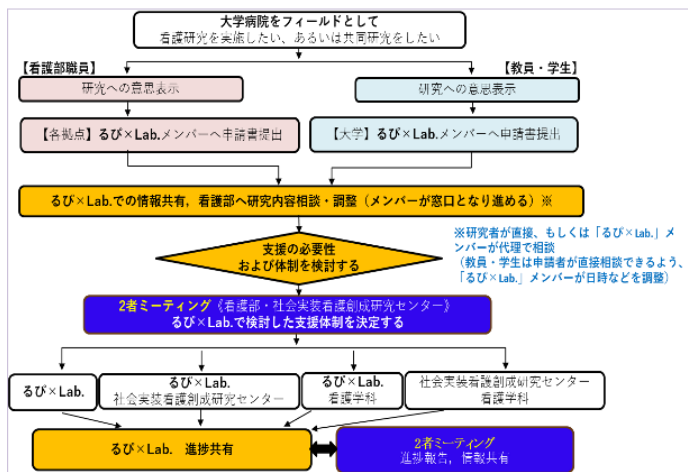 大学病院をフィールドとして
看護研究を実施したい、あるいは共同研究をしたい
【看護部職員】
【教員・学生】
研究への意思表示
研究への意思表示
【各拠点】るび×Lab.メンバーへ申請書提出
【大学】るび×Lab.メンバーへ申請書提出
るび×Lab.での情報共有，看護部へ研究内容相談・調整（メンバーが窓口となり進める）※
支援の必要性
および体制を検討する
※研究者が直接、もしくは「るび×Lab.」メ
ンバーが代理で相談
（教員・学生は申請者が直接相談できるよう、
「るび×Lab.」メンバーが日時などを調整）
2者ミーティング《看護部・社会実装看護創成研究センター》
るび×Lab.で検討した支援体制を決定する
るび×Lab.
るび×Lab.
社会実装看護創成研究センター
るび×Lab.
看護学科
社会実装看護創成研究センター
看護学科
るび×Lab. 進捗共有
2者ミーティング
進捗報告，情報共有